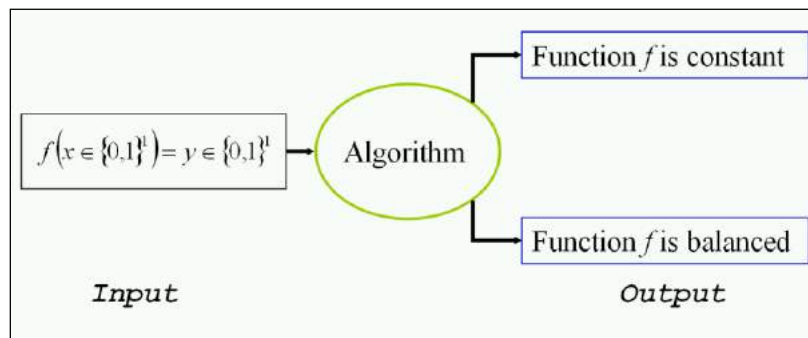 Function f is constant
f(x ∈ {0,1}¹) = y ∈ {0,1}¹
Algorithm
Function f is balanced
Input
Output